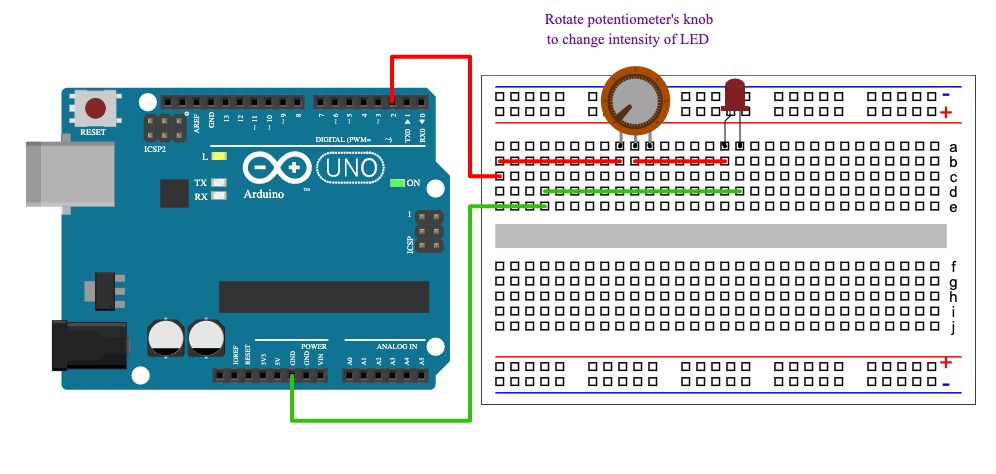 Rotate potentiometer's knob
to change intensity of LED
RESET
ICSP2
AREF
GND
13
12
~11
~10
~9
8
7
~6
~5
4
~3
2
TX0 ▶ 1
RX0 ◀ 0
DIGITAL (PWM= ~)
L
TX
RX
UNO
Arduino
™
ON
1
ICSP
POWER
ANALOG IN
IOREF
RESET
3V3
5V
GND
GND
VIN
A0
A1
A2
A3
A4
A5
-
+
a
b
c
d
e
f
g
h
i
j
+
-